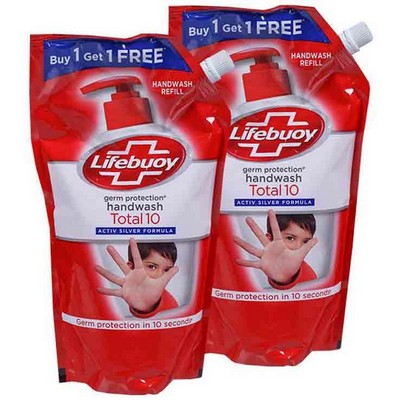 Buy 1 Get 1 FREE*
HANDWASH
REFILL
Lifebuoy
germ protection*
handwash
Total 10
ACTIV SILVER FORMULA
Germ protection in 10 seconds*
Buy 1 Get 1 FREE*
HANDWASH
REFILL
Lifebuoy
germ protection*
handwash
Total 10
ACTIV SILVER FORMULA
Germ protection in 10 seconds*